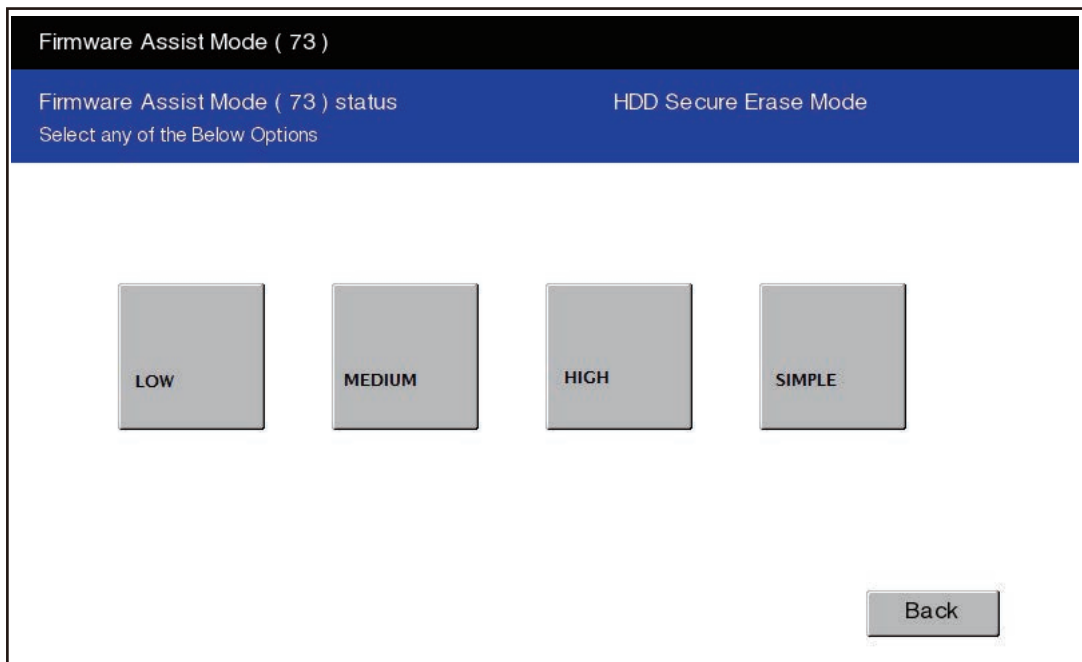 Firmware Assist Mode ( 73 )
Firmware Assist Mode ( 73 ) status
HDD Secure Erase Mode
Select any of the Below Options
LOW
MEDIUM
HIGH
SIMPLE
Back